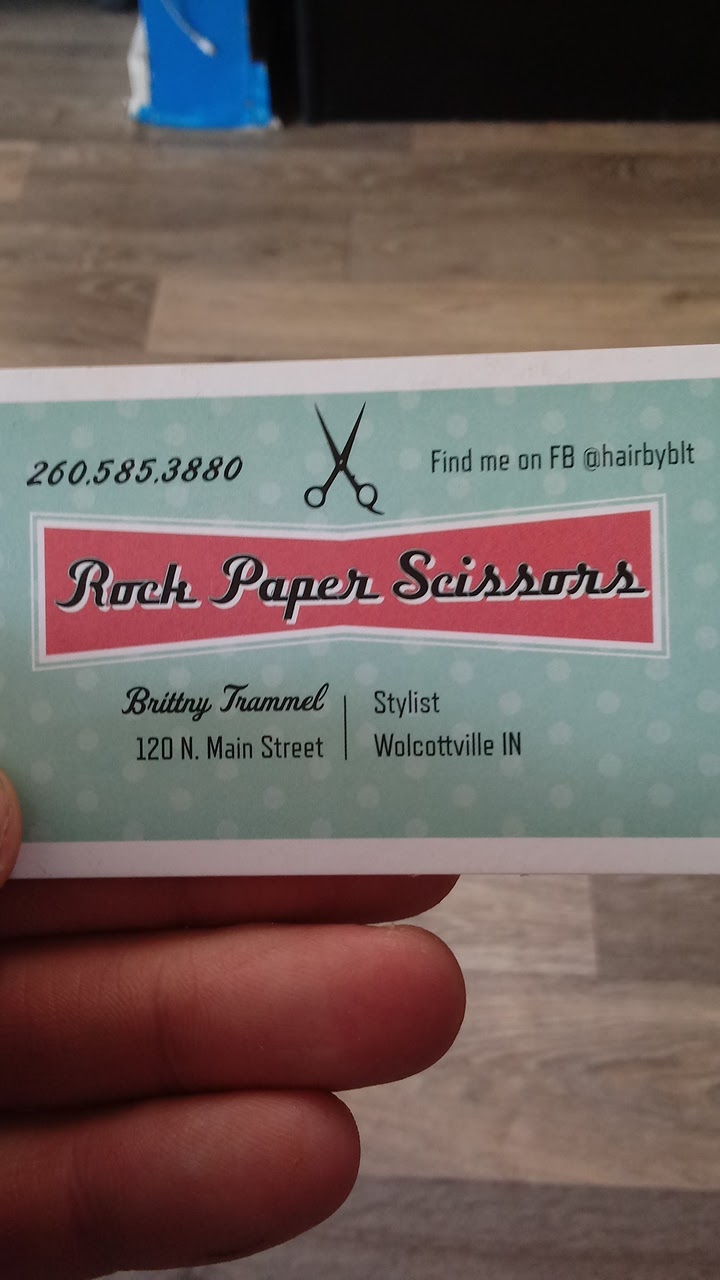 260.585.3880
Find me on FB @hairbyblt
Rock Paper Scissors
Brittny Trammel
Stylist
120 N. Main Street
Wolcottville IN